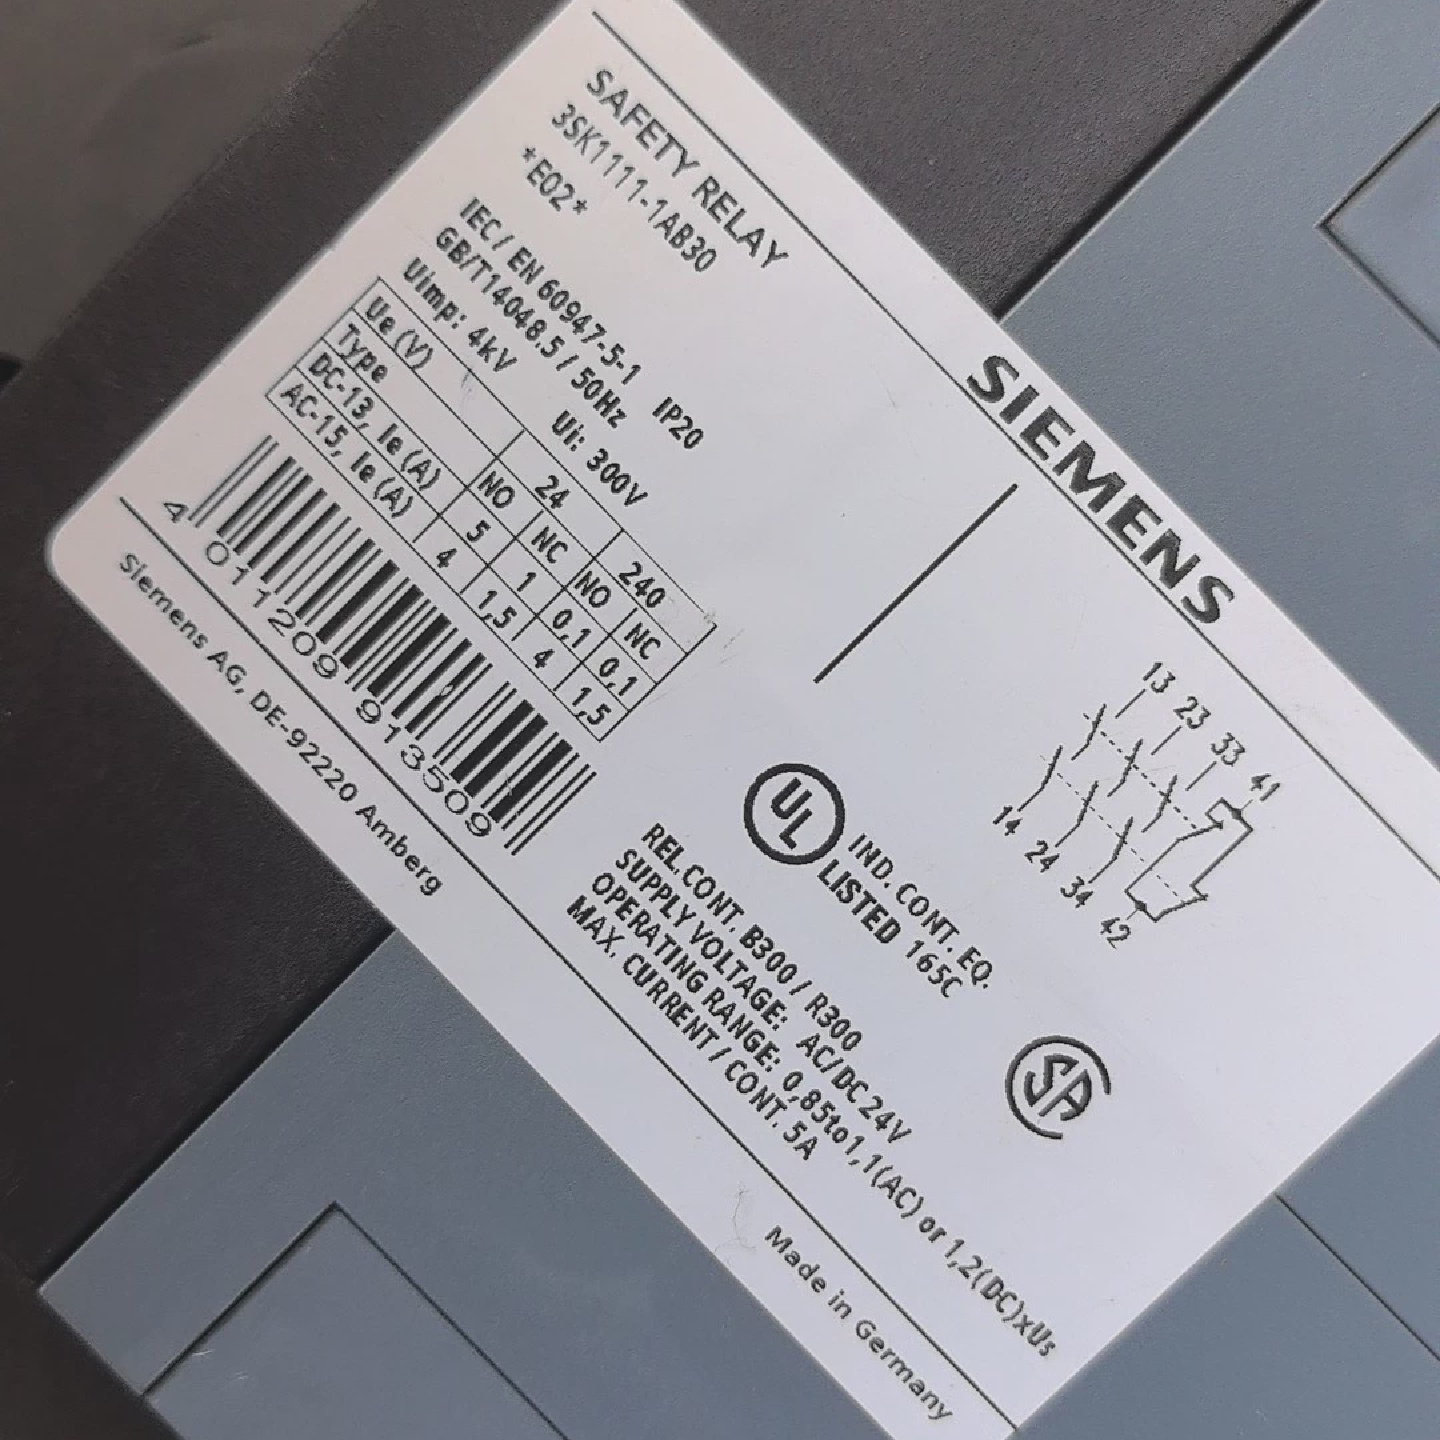 SAFETY RELAY
3SK1111-1AB30
*E02*
SIEMENS
IEC/ EN 60947-5-1 IP20
GB/T14048.5 / 50Hz
Uimp: 4kV Ui: 300V
Ue (V) 24 240
Type NO NC NO NC
DC-13, Ie (A) 5 1 0,1 0,1
AC-15, Ie (A) 4 1,5 4 1,5
4 011209 913509
Siemens AG, DE-92220 Amberg
13 23 33 41
14 24 34 42
UL
IND. CONT. EQ.
LISTED 165C
SA
REL.CONT. B300 / R300
SUPPLY VOLTAGE: AC/DC 24V
OPERATING RANGE: 0,85to1,1(AC) or 1,2(DC)xUs
MAX. CURRENT / CONT. 5A
Made in Germany